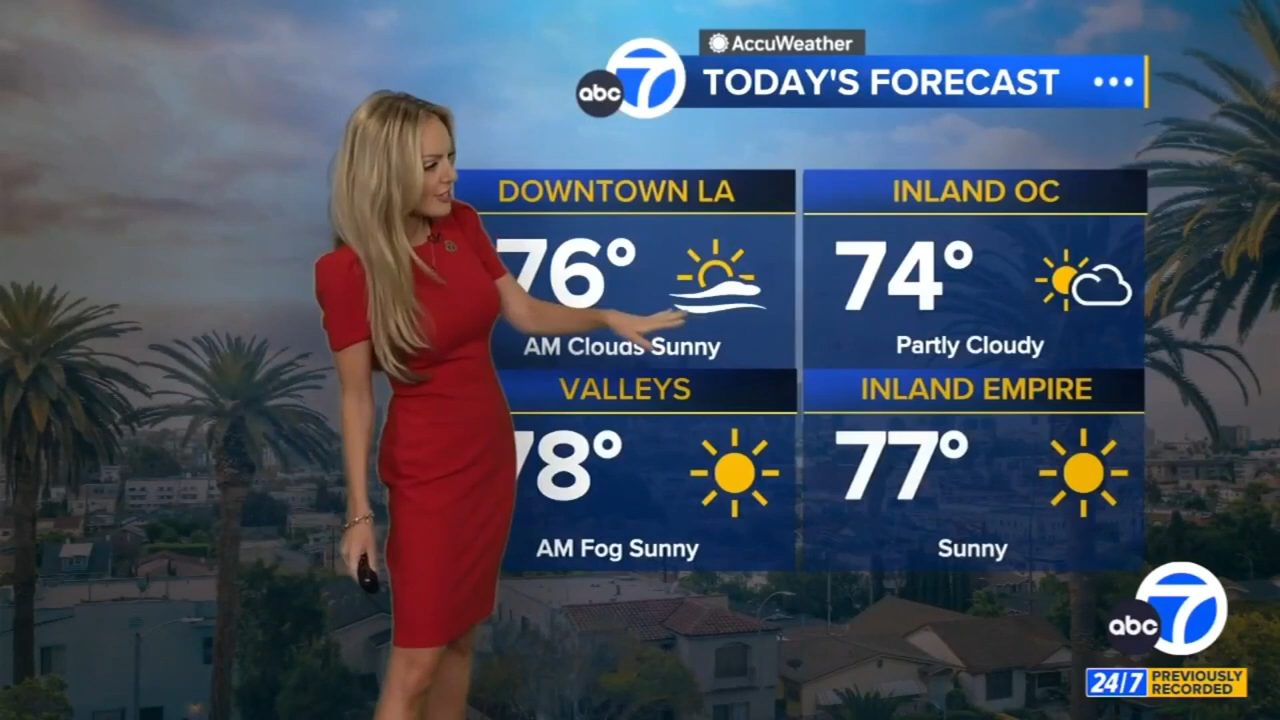 AccuWeather
abc 7 TODAY'S FORECAST
DOWNTOWN LA
76°
AM Clouds Sunny
INLAND OC
74°
Partly Cloudy
VALLEYS
78°
AM Fog Sunny
INLAND EMPIRE
77°
Sunny
abc 7
24/7 PREVIOUSLY
RECORDED